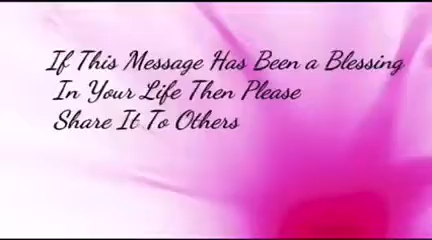 If This Message Has Been a Blessing
In Your Life Then Please
Share It To Others